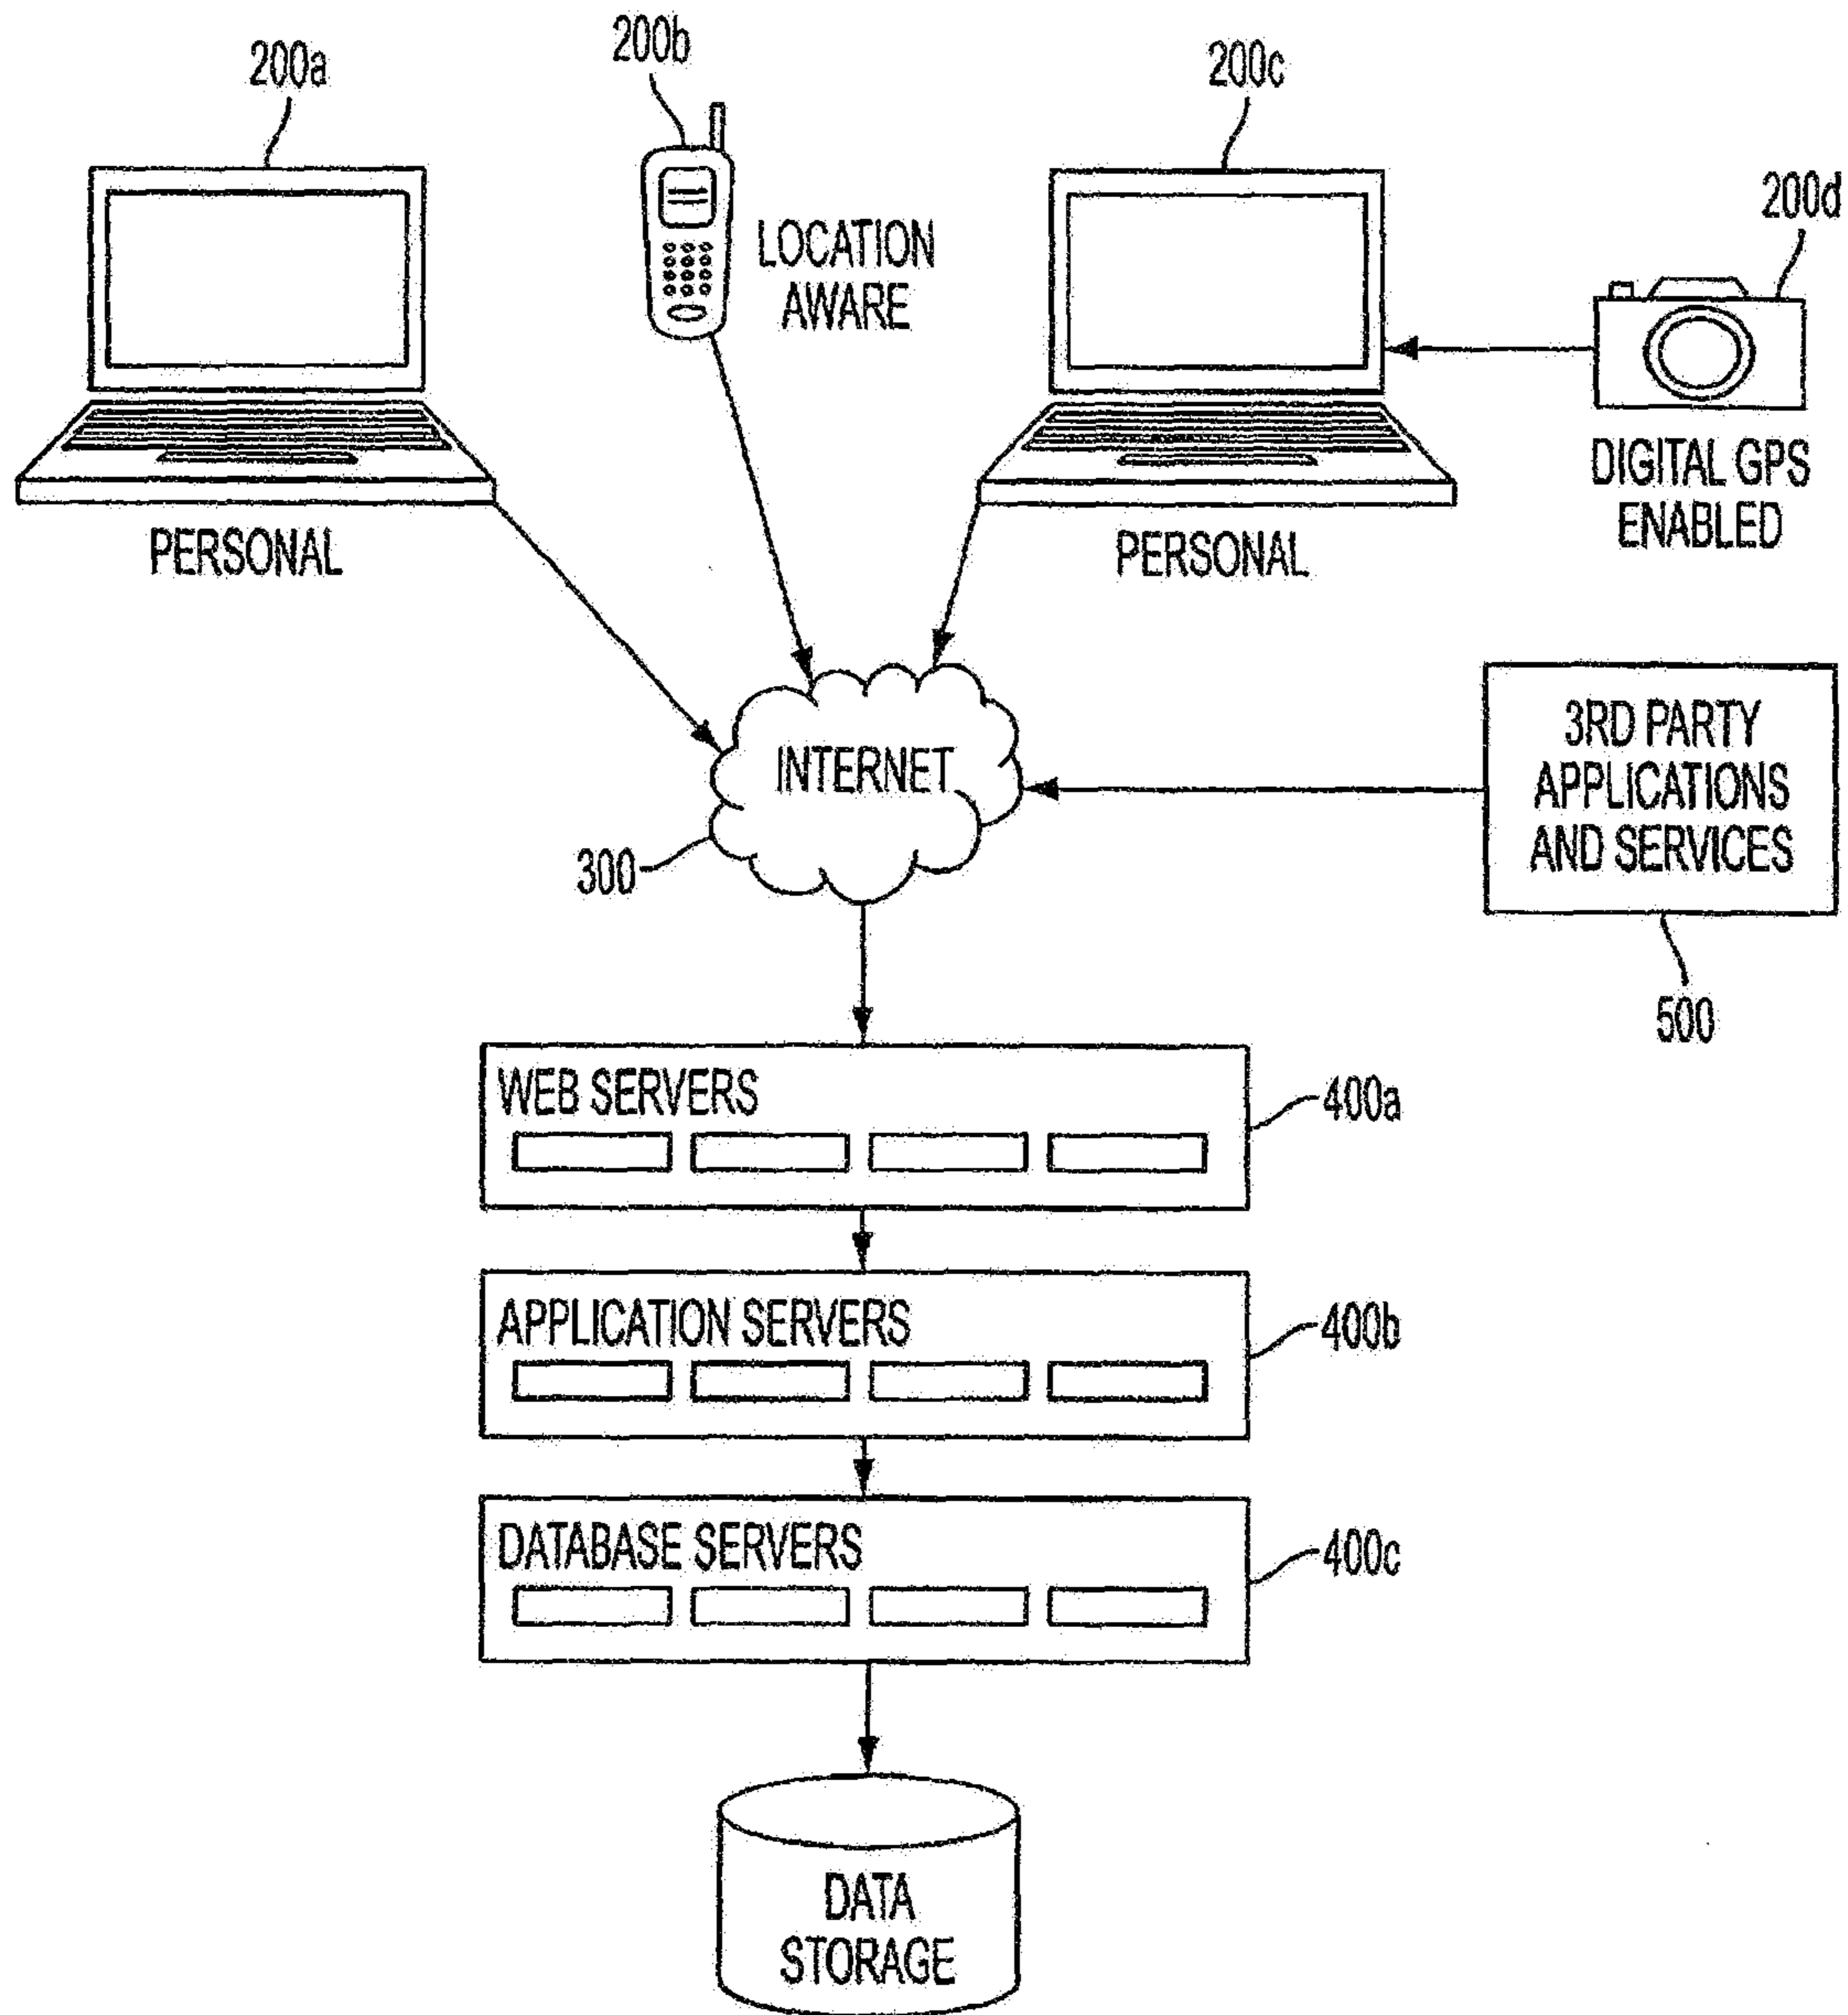 200a
200b
200c
200d
LOCATION
AWARE
DIGITAL GPS
ENABLED
PERSONAL
PERSONAL
INTERNET
300
3RD PARTY
APPLICATIONS
AND SERVICES
500
WEB SERVERS
400a
APPLICATION SERVERS
400b
DATABASE SERVERS
400c
DATA
STORAGE